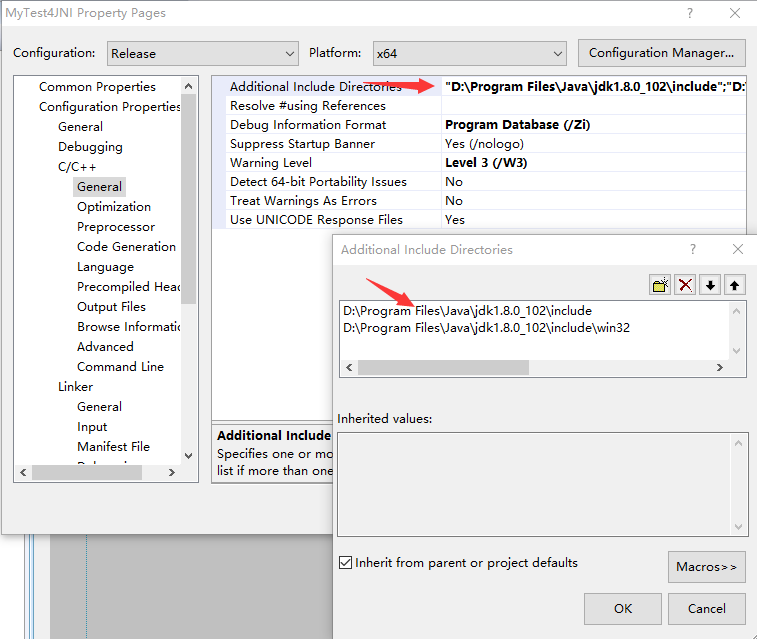 MyTest4JNI Property Pages
Configuration: Release Platform: x64 Configuration Manager...
Common Properties
Configuration Properties
General
Debugging
C/C++
General
Optimization
Preprocessor
Code Generation
Language
Precompiled Head
Output Files
Browse Informatic
Advanced
Command Line
Linker
General
Input
Manifest File
Additional Include Directories "D:\Program Files\Java\jdk1.8.0_102\include";"D:
Resolve #using References
Debug Information Format Program Database (/Zi)
Suppress Startup Banner Yes (/nologo)
Warning Level Level 3 (/W3)
Detect 64-bit Portability Issues No
Treat Warnings As Errors No
Use UNICODE Response Files Yes
Additional Include
Specifies one or mo
list if more than one
Additional Include Directories
D:\Program Files\Java\jdk1.8.0_102\include
D:\Program Files\Java\jdk1.8.0_102\include\win32
Inherited values:
Inherit from parent or project defaults
Macros>>
OK Cancel